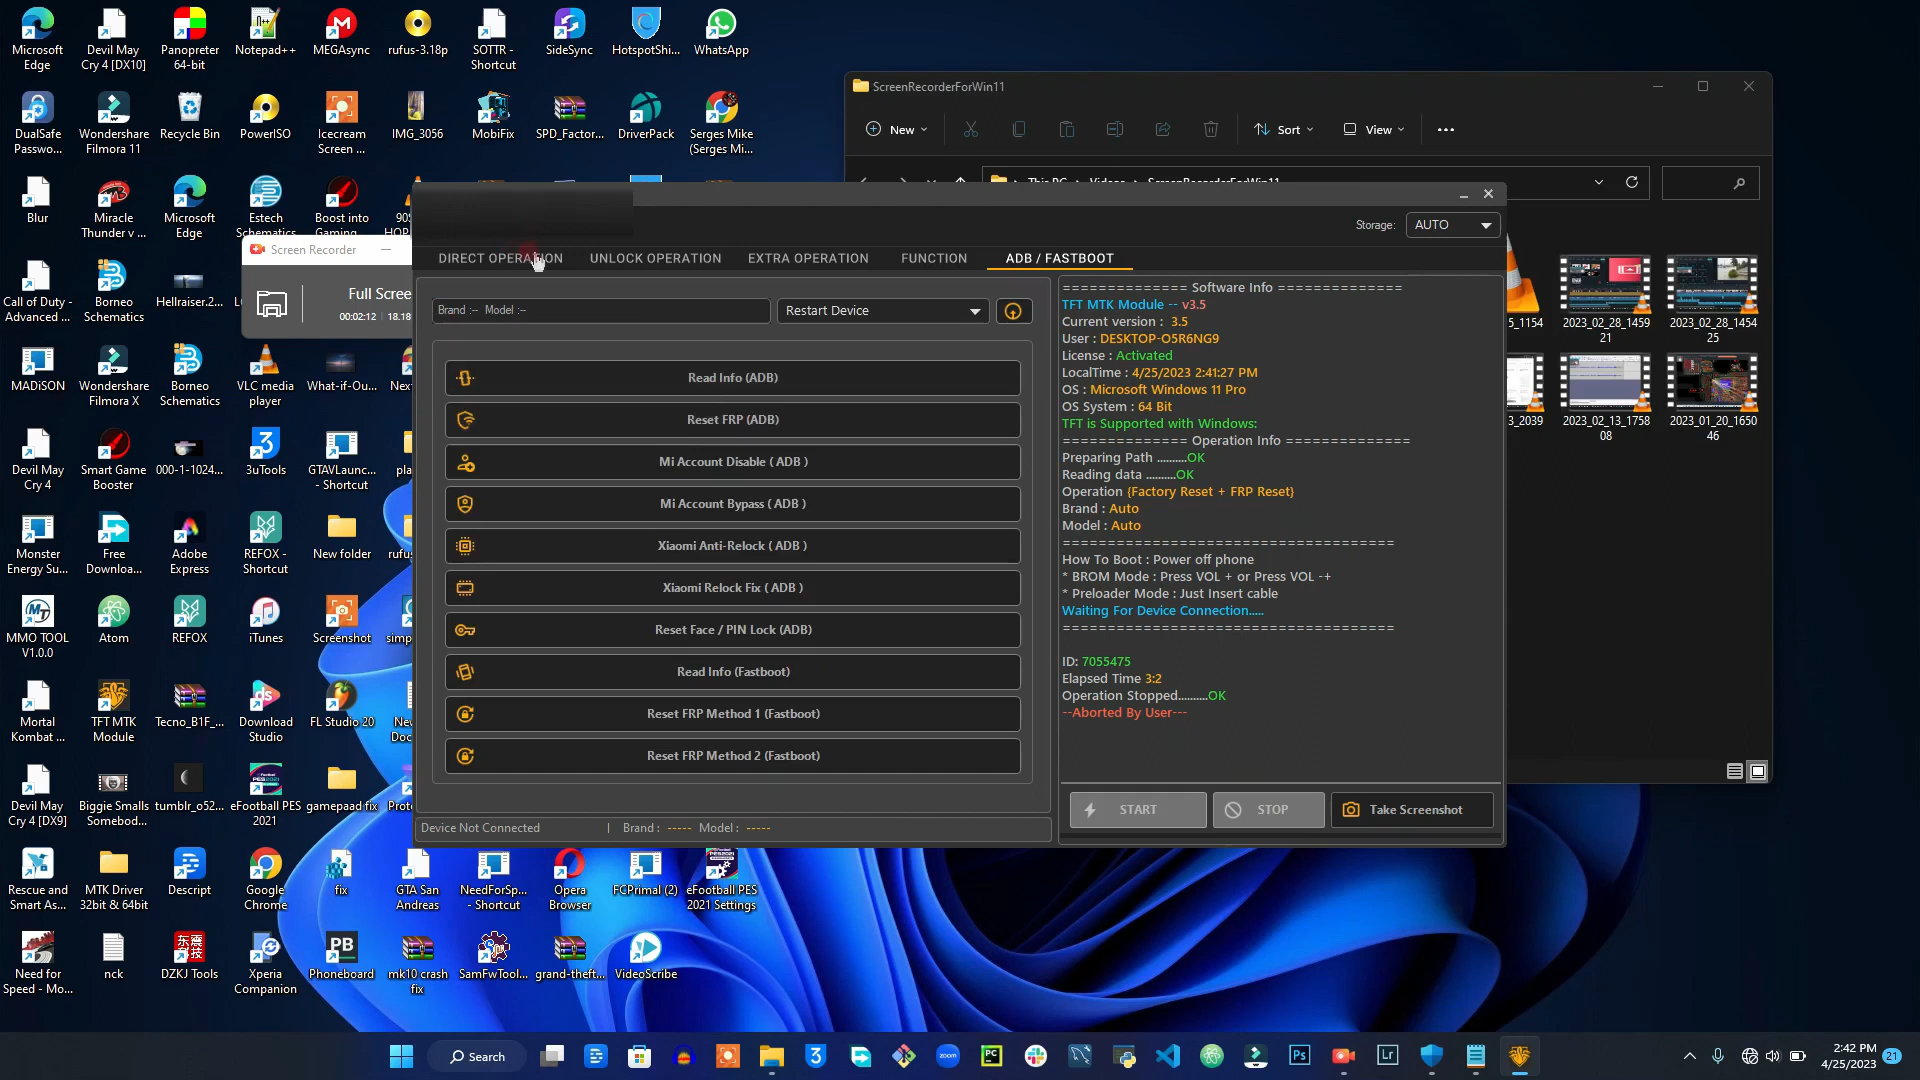 Microsoft Edge
Devil May Cry 4 [DX10]
Panopreter 64-bit
Notepad++
MEGAsync
rufus-3.18p
SOTTR - Shortcut
SideSync
HotspotShi...
WhatsApp
DualSafe Passwo...
Wondershare Filmora 11
Recycle Bin
PowerISO
Icecream Screen ...
IMG_3056
MobiFix
SPD_Factor...
DriverPack
Serges Mike (Serges Mi...
Blur
Miracle Thunder v ...
Microsoft Edge
Estech Schematics
Boost into Gaming
Call of Duty - Advanced ...
Borneo Schematics
Hellraiser.2...
MADiSON
Wondershare Filmora X
Borneo Schematics
VLC media player
What-if-Ou...
Devil May Cry 4
Smart Game Booster
000-1-1024...
3uTools
GTAVLaunc... - Shortcut
Monster Energy Su...
Free Downloa...
Adobe Express
REFOX - Shortcut
New folder
MMO TOOL V1.0.0
Atom
REFOX
iTunes
Screenshot
Mortal Kombat ...
TFT MTK Module
Tecno_B1F_...
Download Studio
FL Studio 20
Devil May Cry 4 [DX9]
Biggie Smalls Somebod...
tumblr_o52...
eFootball PES 2021
gamepaad fix
Rescue and Smart As...
MTK Driver 32bit & 64bit
Descript
Google Chrome
fix
GTA San Andreas
NeedForSp... - Shortcut
Opera Browser
FCPrimal (2)
eFootball PES 2021 Settings
Need for Speed - Mo...
nck
DZKJ Tools
Xperia Companion
Phoneboard
mk10 crash fix
SamFwTool...
grand-theft...
VideoScribe
Screen Recorder
Full Scree
00:02:12 | 18.18
ScreenRecorderForWin11
New
Sort
View
This PC > Videos > ScreenRecorderForWin11
5_1154
2023_02_28_145921
2023_02_28_145425
3_2039
2023_02_13_175808
2023_01_20_165046
Storage: AUTO
DIRECT OPERATION
UNLOCK OPERATION
EXTRA OPERATION
FUNCTION
ADB / FASTBOOT
Brand :-- Model :--
Restart Device
Read Info (ADB)
Reset FRP (ADB)
Mi Account Disable ( ADB )
Mi Account Bypass ( ADB )
Xiaomi Anti-Relock ( ADB )
Xiaomi Relock Fix ( ADB )
Reset Face / PIN Lock (ADB)
Read Info (Fastboot)
Reset FRP Method 1 (Fastboot)
Reset FRP Method 2 (Fastboot)
Device Not Connected | Brand : ----- Model : -----
============== Software Info ==============
TFT MTK Module -- v3.5
Current version : 3.5
User : DESKTOP-O5R6NG9
License : Activated
LocalTime : 4/25/2023 2:41:27 PM
OS : Microsoft Windows 11 Pro
OS System : 64 Bit
TFT is Supported with Windows:
============== Operation Info ==============
Preparing Path ..........OK
Reading data ..........OK
Operation {Factory Reset + FRP Reset}
Brand : Auto
Model : Auto
=====================================
How To Boot : Power off phone
* BROM Mode : Press VOL + or Press VOL -+
* Preloader Mode : Just Insert cable
Waiting For Device Connection.....
=====================================
ID: 7055475
Elapsed Time 3:2
Operation Stopped..........OK
--Aborted By User---
START
STOP
Take Screenshot
Search
2:42 PM
4/25/2023
21